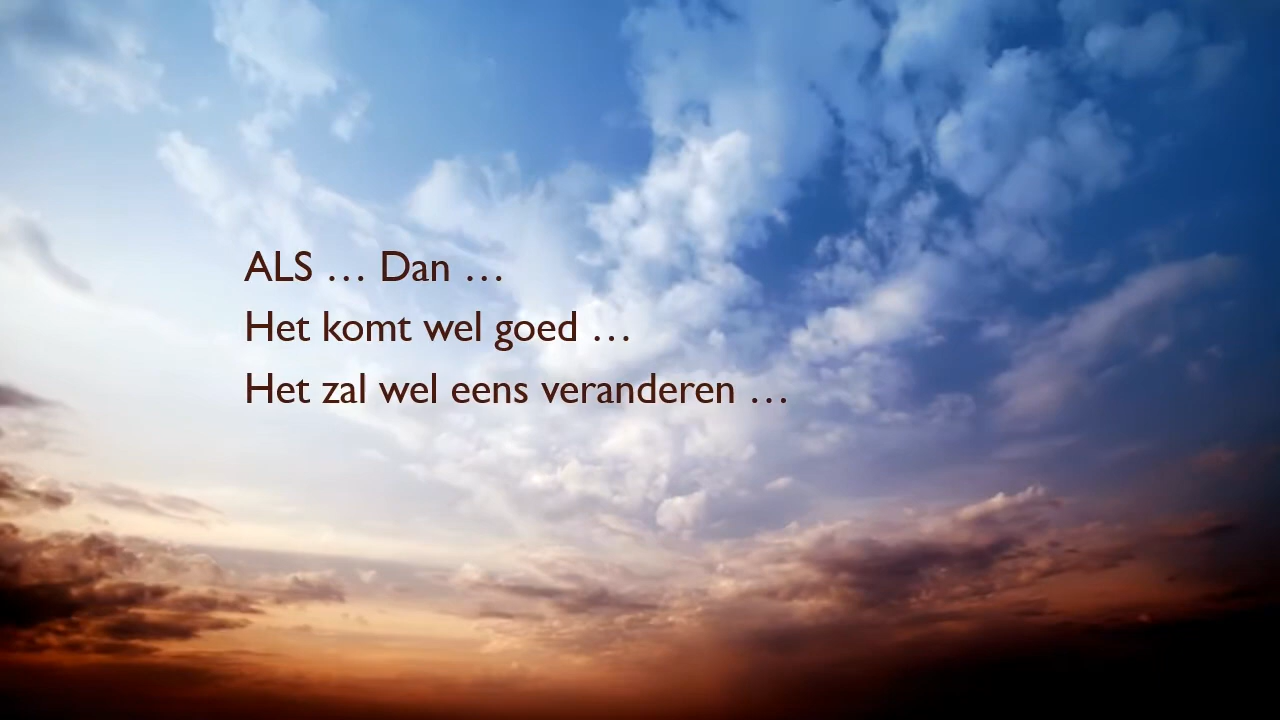 ALS … Dan …
Het komt wel goed …
Het zal wel eens veranderen …